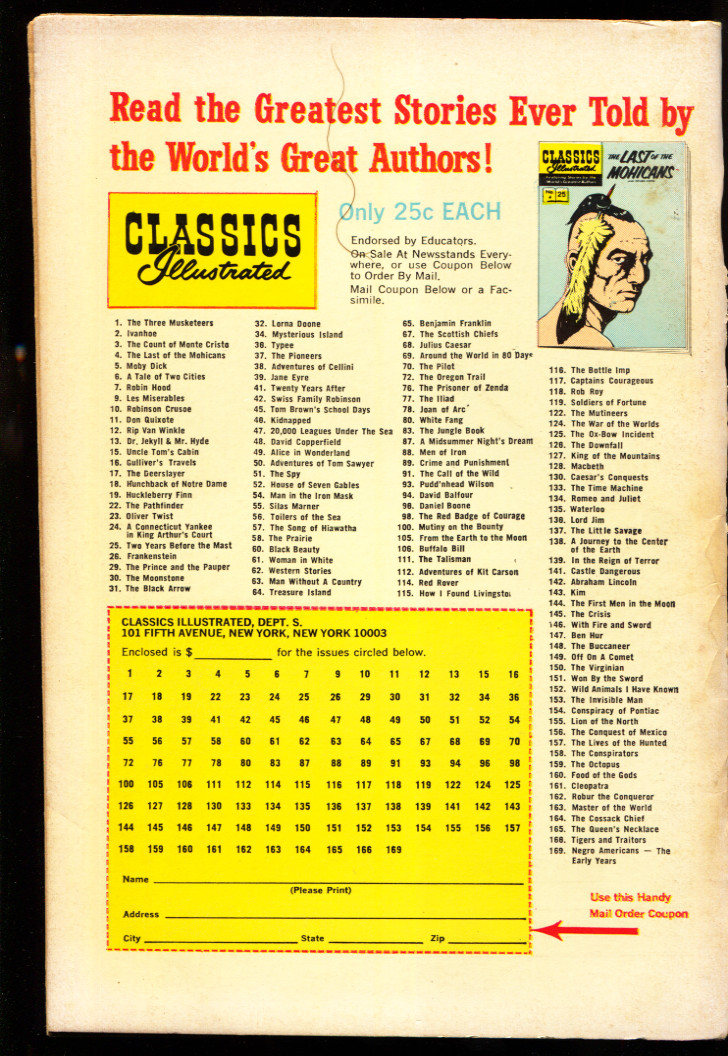 Read the Greatest Stories Ever Told by
the World's Great Authors!
CLASSICS
Illustrated
Only 25c EACH
Endorsed by Educators.
On Sale At Newsstands Every-
where, or use Coupon Below
to Order By Mail.
Mail Coupon Below or a Fac-
simile.
CLASSICS
Illustrated
THE LAST OF THE
MOHICANS
25
1. The Three Musketeers
2. Ivanhoe
3. The Count of Monte Cristo
4. The Last of the Mohicans
5. Moby Dick
6. A Tale of Two Cities
7. Robin Hood
9. Les Miserables
10. Robinson Crusoe
11. Don Quixote
12. Rip Van Winkle
13. Dr. Jekyll & Mr. Hyde
15. Uncle Tom's Cabin
16. Gulliver's Travels
17. The Deerslayer
18. Hunchback of Notre Dame
19. Huckleberry Finn
22. The Pathfinder
23. Oliver Twist
24. A Connecticut Yankee
in King Arthur's Court
25. Two Years Before the Mast
26. Frankenstein
29. The Prince and the Pauper
30. The Moonstone
31. The Black Arrow
32. Lorna Doone
34. Mysterious Island
36. Typee
37. The Pioneers
38. Adventures of Cellini
39. Jane Eyre
41. Twenty Years After
42. Swiss Family Robinson
45. Tom Brown's School Days
46. Kidnapped
47. 20,000 Leagues Under The Sea
48. David Copperfield
49. Alice in Wonderland
50. Adventures of Tom Sawyer
51. The Spy
52. House of Seven Gables
54. Man in the Iron Mask
55. Silas Marner
56. Toilers of the Sea
57. The Song of Hiawatha
58. The Prairie
60. Black Beauty
61. Woman in White
62. Western Stories
63. Man Without A Country
64. Treasure Island
65. Benjamin Franklin
67. The Scottish Chiefs
68. Julius Caesar
69. Around the World in 80 Days
70. The Pilot
72. The Oregon Trail
76. The Prisoner of Zenda
77. The Iliad
78. Joan of Arc
80. White Fang
83. The Jungle Book
87. A Midsummer Night's Dream
88. Men of Iron
89. Crime and Punishment
91. The Call of the Wild
93. Pudd'nhead Wilson
94. David Balfour
96. Daniel Boone
98. The Red Badge of Courage
100. Mutiny on the Bounty
105. From the Earth to the Moon
106. Buffalo Bill
111. The Talisman
112. Adventures of Kit Carson
114. Red Rover
115. How I Found Livingsto
116. The Bottle Imp
117. Captains Courageous
118. Rob Roy
119. Soldiers of Fortune
122. The Mutineers
124. The War of the Worlds
125. The Ox-Bow Incident
126. The Downfall
127. King of the Mountains
128. Macbeth
130. Caesar's Conquests
133. The Time Machine
134. Romeo and Juliet
135. Waterloo
136. Lord Jim
137. The Little Savage
138. A Journey to the Center
of the Earth
139. In the Reign of Terror
141. Castle Dangerous
142. Abraham Lincoln
143. Kim
144. The First Men in the Moon
145. The Crisis
146. With Fire and Sword
147. Ben Hur
148. The Buccaneer
149. Off On A Comet
150. The Virginian
151. Won By the Sword
152. Wild Animals I Have Known
153. The Invisible Man
154. Conspiracy of Pontiac
155. Lion of the North
156. The Conquest of Mexico
157. The Lives of the Hunted
158. The Conspirators
159. The Octopus
160. Food of the Gods
161. Cleopatra
162. Robur the Conqueror
163. Master of the World
164. The Cossack Chief
165. The Queen's Necklace
166. Tigers and Traitors
169. Negro Americans — The
Early Years
CLASSICS ILLUSTRATED, DEPT. S.
101 FIFTH AVENUE, NEW YORK, NEW YORK 10003
Enclosed is $ for the issues circled below.
1 2 3 4 5 6 7 9 10 11 12 13 15 16
17 18 19 22 23 24 25 26 29 30 31 32 34 36
37 38 39 41 42 45 46 47 48 49 50 51 52 54
55 56 57 58 60 61 62 63 64 65 67 68 69 70
72 76 77 78 80 83 87 88 89 91 93 94 96 98
100 105 106 111 112 114 115 116 117 118 119 122 124 125
126 127 128 130 133 134 135 136 137 138 139 141 142 143
144 145 146 147 148 149 150 151 152 153 154 155 156 157
158 159 160 161 162 163 164 165 166 169
Name
(Please Print)
Address
City State Zip
Use this Handy
Mail Order Coupon